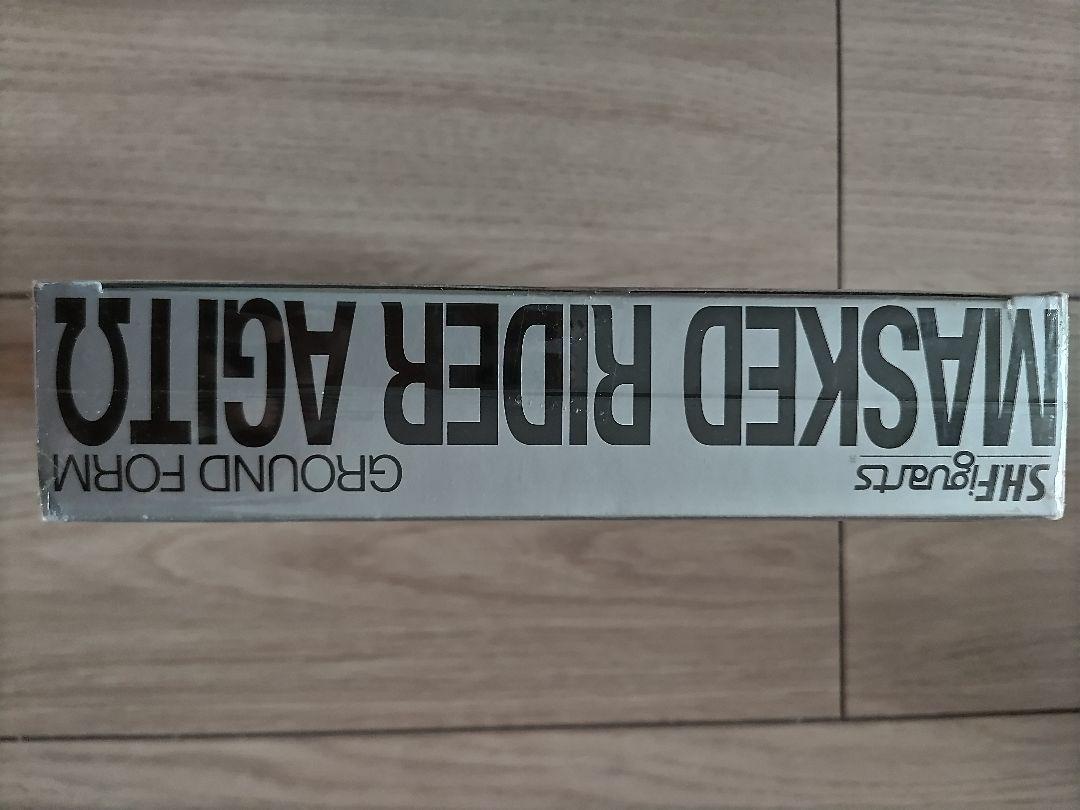 S.H.Figuarts GROUND FORM
MASKED RIDER AGITΩ